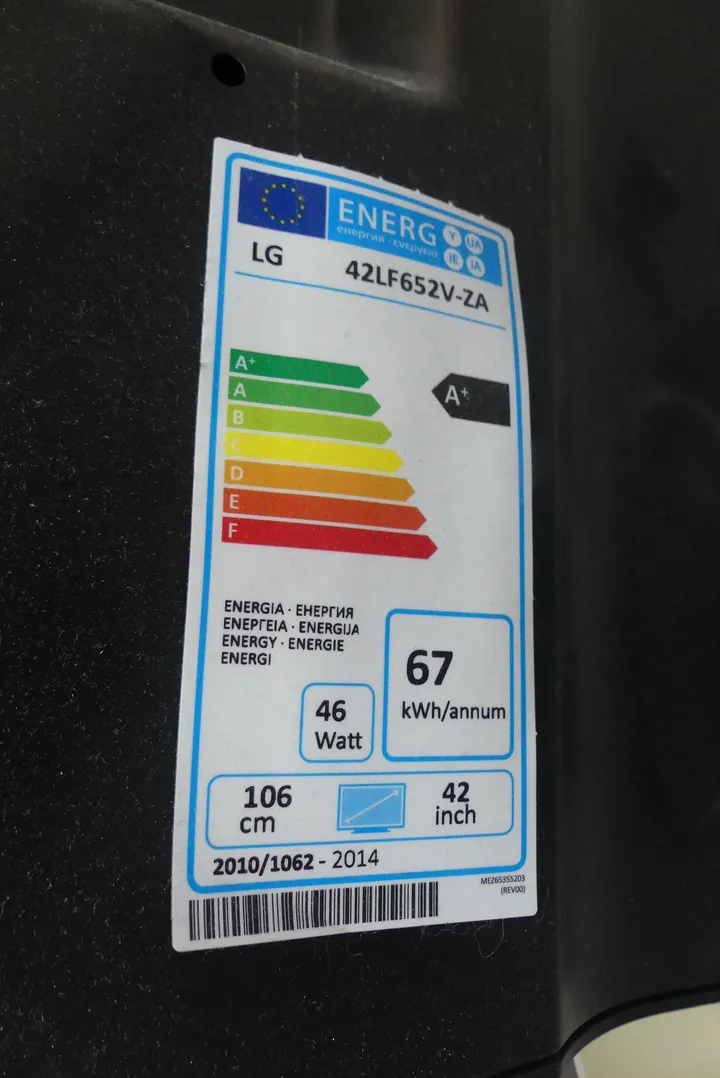 ENERG Y UA
енергия · ενεργεια IE IA
LG 42LF652V-ZA
A+
A
B
C
D
E
F
A+
ENERGIA · ЕНЕРГИЯ
ΕΝΕΡΓΕΙΑ · ENERGIJA
ENERGY · ENERGIE
ENERGI
67
kWh/annum
46
Watt
106
cm
42
inch
2010/1062 - 2014
MEZ65355203
(REV00)